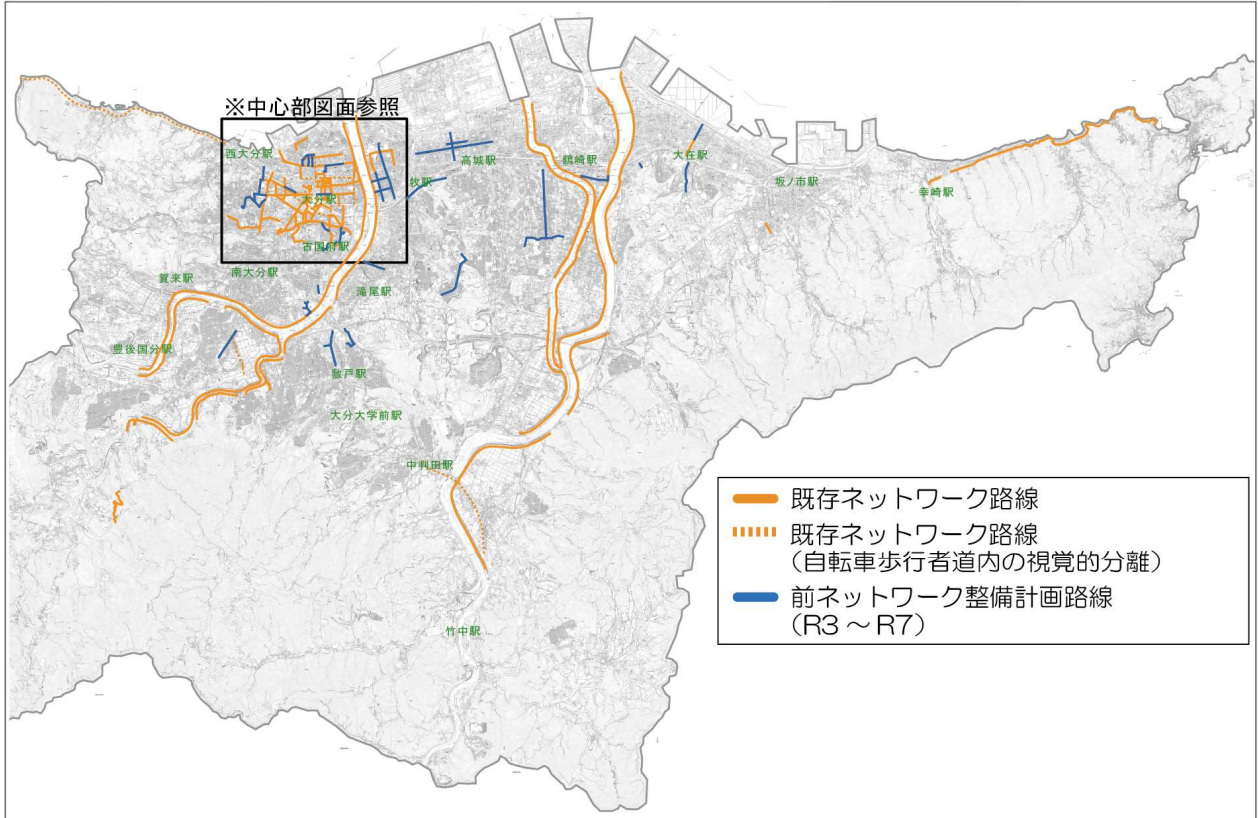 ※中心部図面参照
西大分駅
高城駅
鶴崎駅
大在駅
牧駅
坂ノ市駅
幸崎駅
大分駅
古国府駅
賀来駅
南大分駅
滝尾駅
豊後国分駅
敷戸駅
大分大学前駅
中判田駅
竹中駅
既存ネットワーク路線
既存ネットワーク路線
（自転車歩行者道内の視覚的分離）
前ネットワーク整備計画路線
（R3 ～ R7）